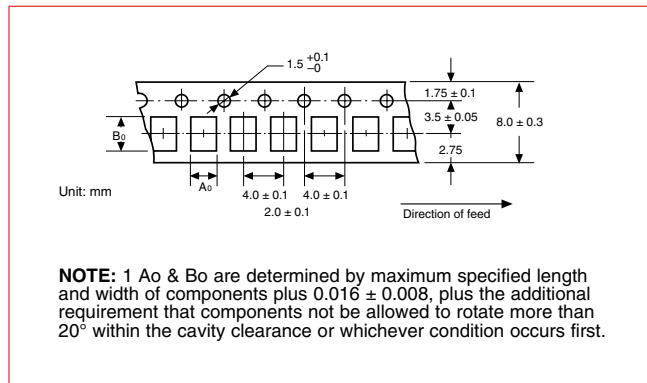 1.5 +0.1 –0
1.75 ± 0.1
3.5 ± 0.05
8.0 ± 0.3
B0
2.75
Unit: mm
A0
4.0 ± 0.1
4.0 ± 0.1
2.0 ± 0.1
Direction of feed
NOTE: 1 Ao & Bo are determined by maximum specified length
and width of components plus 0.016 ± 0.008, plus the additional
requirement that components not be allowed to rotate more than
20° within the cavity clearance or whichever condition occurs first.